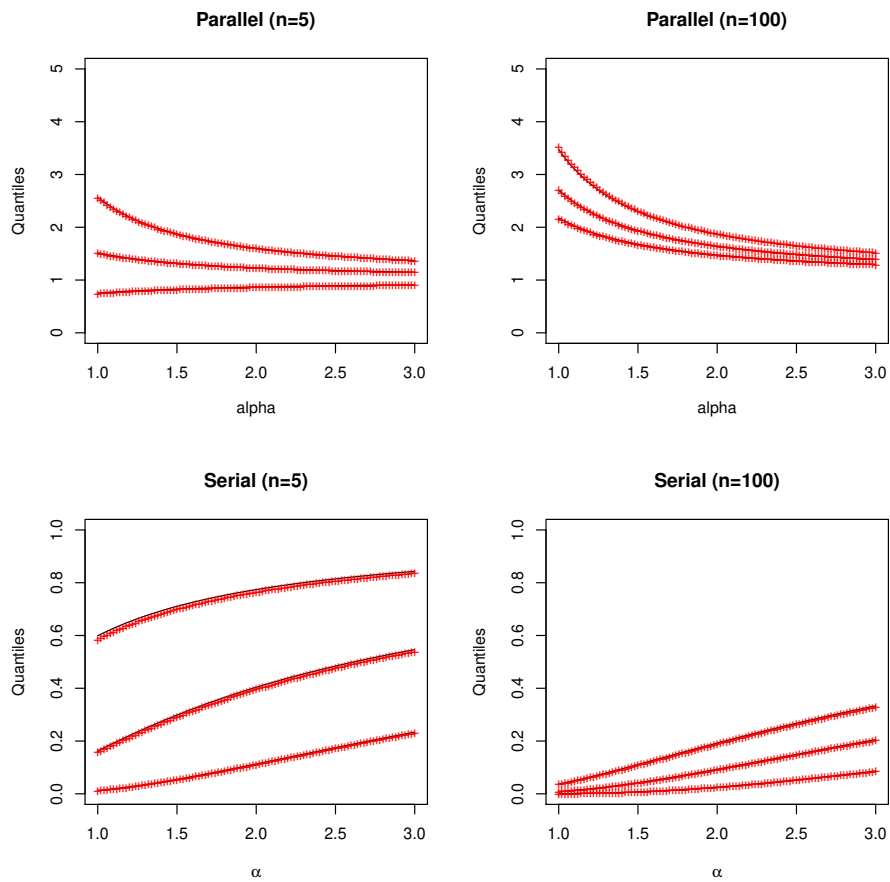 Parallel (n=5)
Quantiles
0 1 2 3 4 5
1.0 1.5 2.0 2.5 3.0
alpha
Parallel (n=100)
Quantiles
0 1 2 3 4 5
1.0 1.5 2.0 2.5 3.0
alpha
Serial (n=5)
Quantiles
0.0 0.2 0.4 0.6 0.8 1.0
1.0 1.5 2.0 2.5 3.0
α
Serial (n=100)
Quantiles
0.0 0.2 0.4 0.6 0.8 1.0
1.0 1.5 2.0 2.5 3.0
α